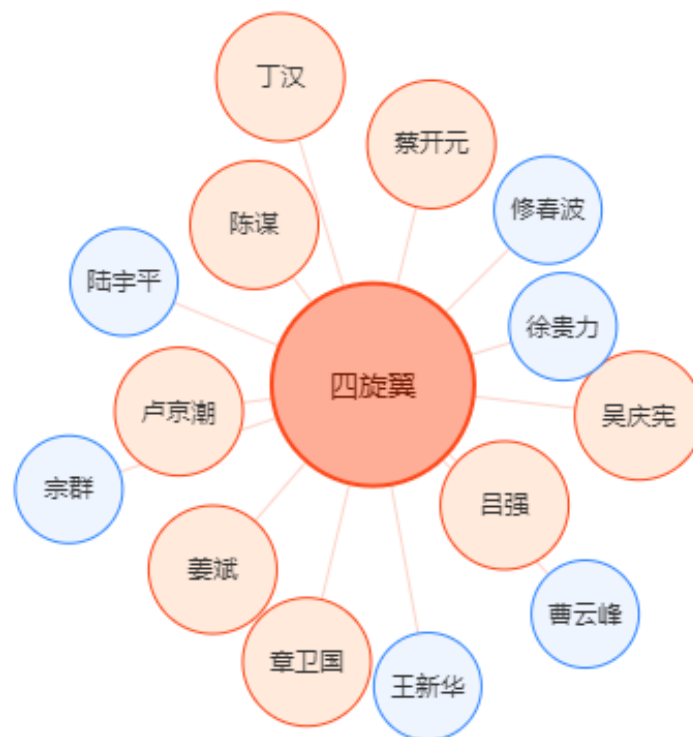 丁汉
蔡开元
修春波
陈谋
陆宇平
徐贵力
四旋翼
卢京潮
吴庆宪
宗群
吕强
姜斌
曹云峰
章卫国
王新华